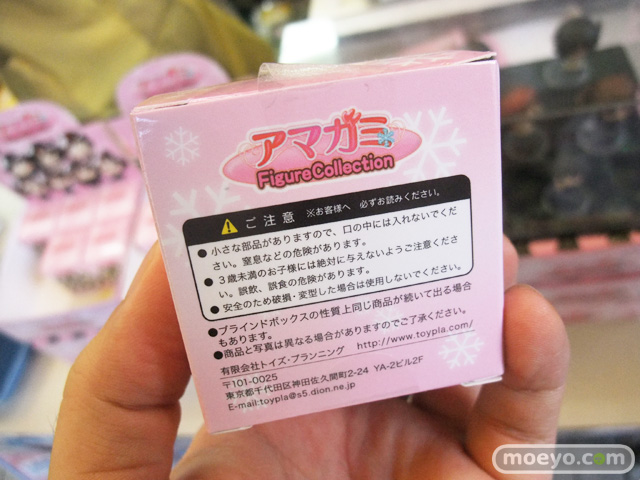 アマガミ
Figure Collection
ご注意 ※お客様へ 必ずお読みください。
●小さな部品がありますので、口の中には入れないでくだ
さい。窒息などの危険があります。
●3歳未満のお子様には絶対に与えないようご注意くださ
い。誤飲、誤食の危険があります。
●安全のため破損・変型した場合は使用しないでください。
●ブラインドボックスの性質上同じ商品が続いて出る場合
もあります。
●商品と写真は異なる場合がありますのでご了承ください。
有限会社トイズ・プランニング http://www.toypla.com/
〒101-0025
東京都千代田区神田佐久間町2-24 YA-2ビル2F
E-mail:toypla@s5.dion.ne.jp
moeyo.com